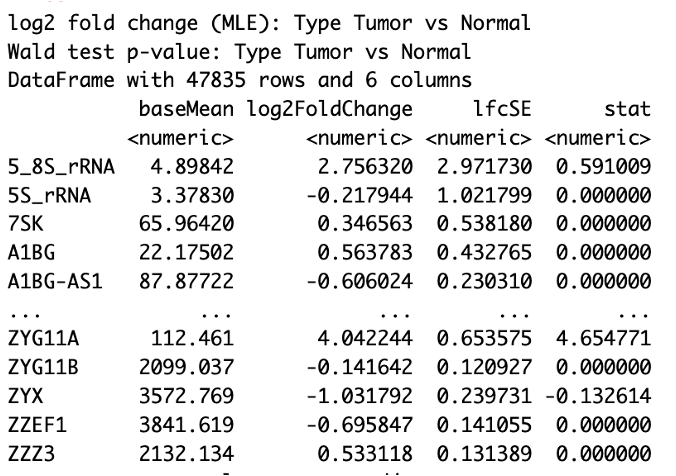 log2 fold change (MLE): Type Tumor vs Normal
Wald test p-value: Type Tumor vs Normal
DataFrame with 47835 rows and 6 columns
baseMean log2FoldChange lfcSE stat
<numeric> <numeric> <numeric> <numeric>
5_8S_rRNA 4.89842 2.756320 2.971730 0.591009
5S_rRNA 3.37830 -0.217944 1.021799 0.000000
7SK 65.96420 0.346563 0.538180 0.000000
A1BG 22.17502 0.563783 0.432765 0.000000
A1BG-AS1 87.87722 -0.606024 0.230310 0.000000
... ... ... ... ...
ZYG11A 112.461 4.042244 0.653575 4.654771
ZYG11B 2099.037 -0.141642 0.120927 0.000000
ZYX 3572.769 -1.031792 0.239731 -0.132614
ZZEF1 3841.619 -0.695847 0.141055 0.000000
ZZZ3 2132.134 0.533118 0.131389 0.000000